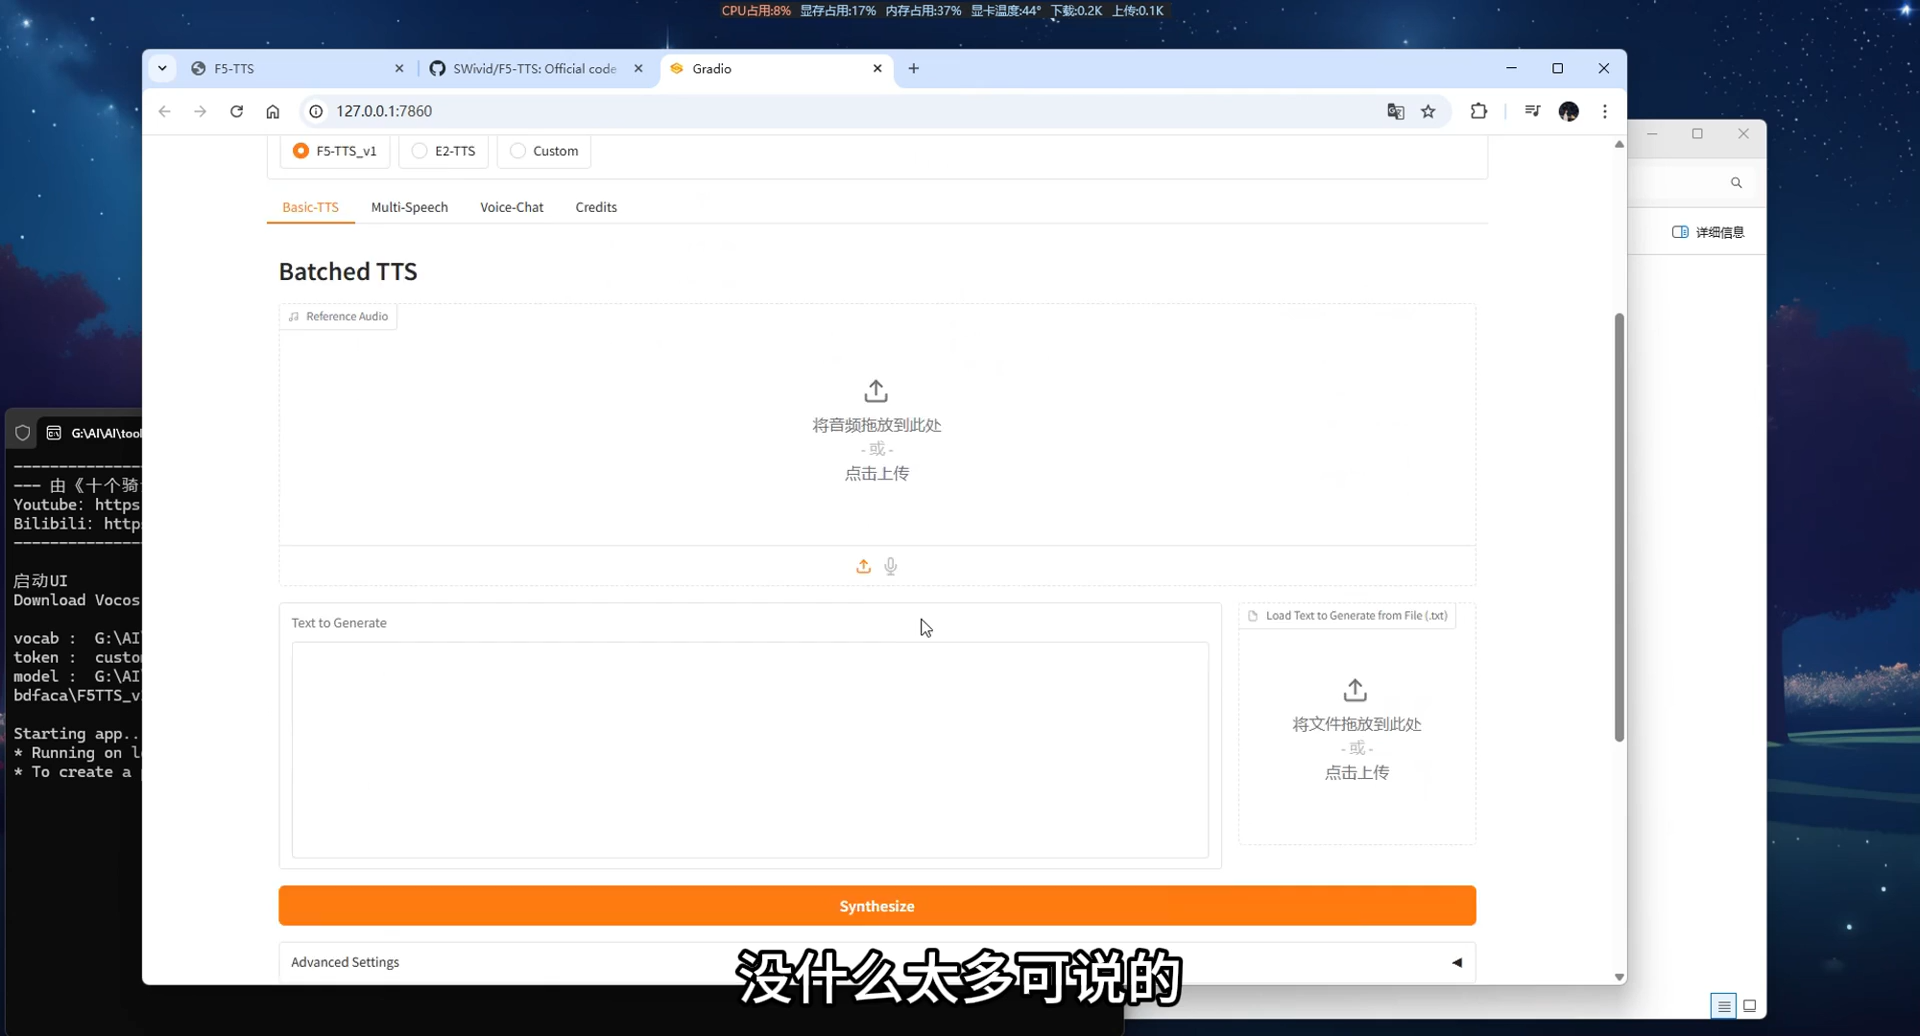 CPU占用:8% 显存占用:17% 内存占用:37% 显卡温度:44° 下载:0.2K 上传:0.1K
F5-TTS
SWivid/F5-TTS: Official code
Gradio
127.0.0.1:7860
F5-TTS_v1
E2-TTS
Custom
Basic-TTS
Multi-Speech
Voice-Chat
Credits
详细信息
Batched TTS
Reference Audio
将音频拖放到此处
- 或 -
点击上传
Text to Generate
Load Text to Generate from File (.txt)
将文件拖放到此处
- 或 -
点击上传
Synthesize
Advanced Settings
G:\AI\AI\tool
--- 由《十个骑
Youtube: https
Bilibili: http
启动UI
Download Vocos
vocab : G:\AI
token : custo
model : G:\AI
bdfaca\F5TTS_v
Starting app..
* Running on l
* To create a
没什么太多可说的